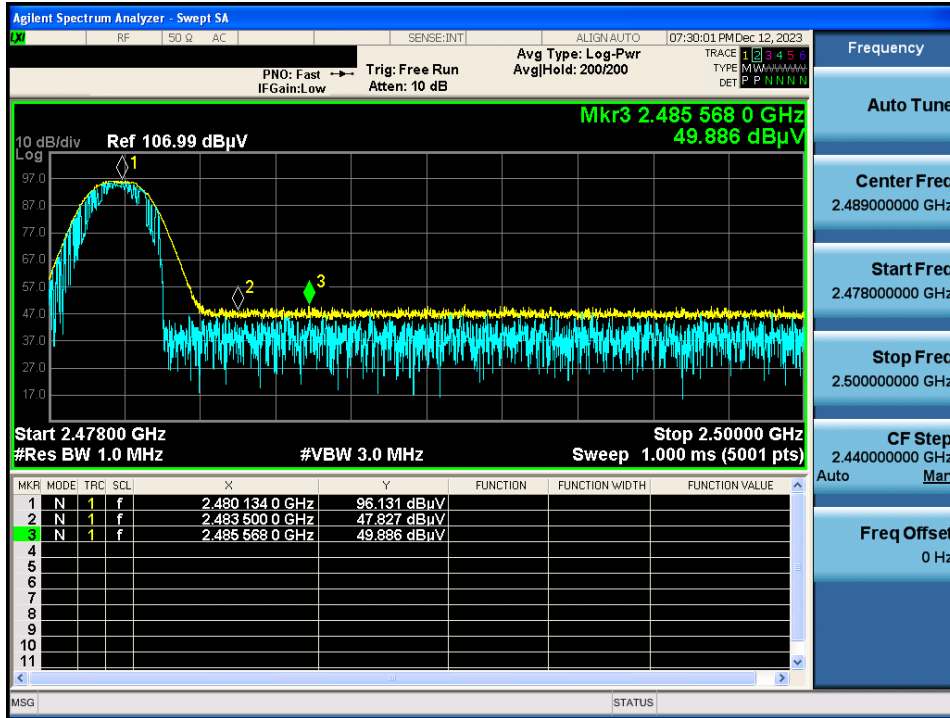 Agilent Spectrum Analyzer - Swept SA
LXI RF 50 Ω AC SENSE:INT ALIGN AUTO 07:30:01 PM Dec 12, 2023
PNO: Fast Trig: Free Run Avg Type: Log-Pwr TRACE 1 2 3 4 5 6
IFGain:Low Atten: 10 dB Avg|Hold: 200/200 TYPE M W W W W W
DET P P N N N N
Mkr3 2.485 568 0 GHz
49.886 dBµV
10 dB/div Ref 106.99 dBµV
Log
97.0
87.0
77.0
67.0
57.0
47.0
37.0
27.0
17.0
1
2
3
Start 2.47800 GHz Stop 2.50000 GHz
#Res BW 1.0 MHz #VBW 3.0 MHz Sweep 1.000 ms (5001 pts)
MKR MODE TRC SCL X Y FUNCTION FUNCTION WIDTH FUNCTION VALUE
1 N 1 f 2.480 134 0 GHz 96.131 dBµV
2 N 1 f 2.483 500 0 GHz 47.827 dBµV
3 N 1 f 2.485 568 0 GHz 49.886 dBµV
4
5
6
7
8
9
10
11
MSG STATUS
Frequency
Auto Tune
Center Freq
2.489000000 GHz
Start Freq
2.478000000 GHz
Stop Freq
2.500000000 GHz
CF Step
2.440000000 GHz
Auto Man
Freq Offset
0 Hz